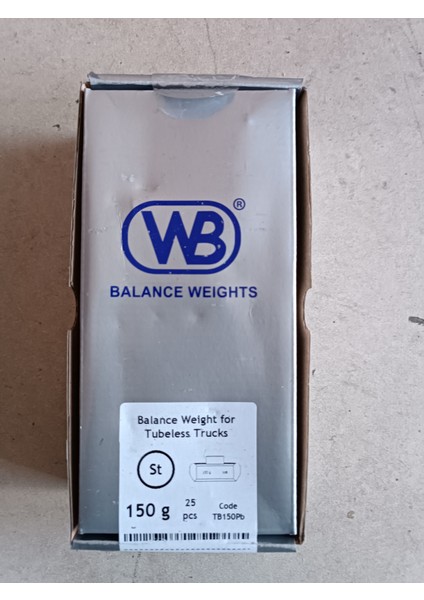 WB®
BALANCE WEIGHTS
Balance Weight for
Tubeless Trucks
St
150 g
25
pcs
Code
TB150Pb